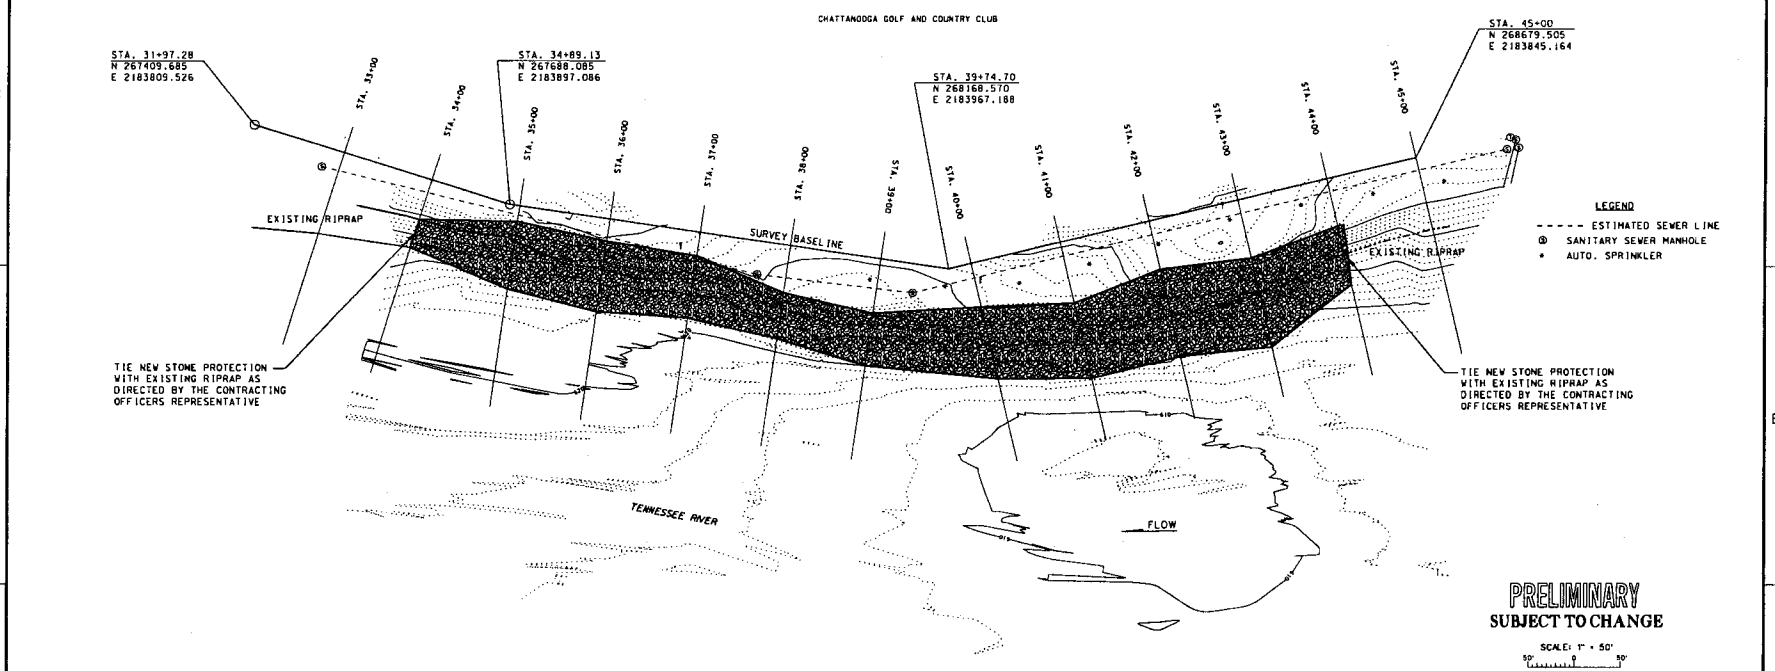 CHATTANOOGA GOLF AND COUNTRY CLUB
STA. 31+97.28
N 267409.685
E 2183809.526
STA. 34+89.13
N 267688.085
E 2183897.086
STA. 39+74.70
N 268168.570
E 2183967.188
STA. 45+00
N 268679.505
E 2183845.164
STA. 33+00
STA. 34+00
STA. 35+00
STA. 36+00
STA. 37+00
STA. 38+00
STA. 39+00
STA. 40+00
STA. 41+00
STA. 42+00
STA. 43+00
STA. 44+00
STA. 45+00
EXISTING RIPRAP
SURVEY BASELINE
EXISTING RIPRAP
LEGEND
ESTIMATED SEWER LINE
SANITARY SEWER MANHOLE
AUTO. SPRINKLER
TIE NEW STONE PROTECTION
WITH EXISTING RIPRAP AS
DIRECTED BY THE CONTRACTING
OFFICERS REPRESENTATIVE
TIE NEW STONE PROTECTION
WITH EXISTING RIPRAP AS
DIRECTED BY THE CONTRACTING
OFFICERS REPRESENTATIVE
TENNESSEE RIVER
FLOW
610
610
610
PRELIMINARY
SUBJECT TO CHANGE
SCALE: 1" = 50'
50' 0 50'